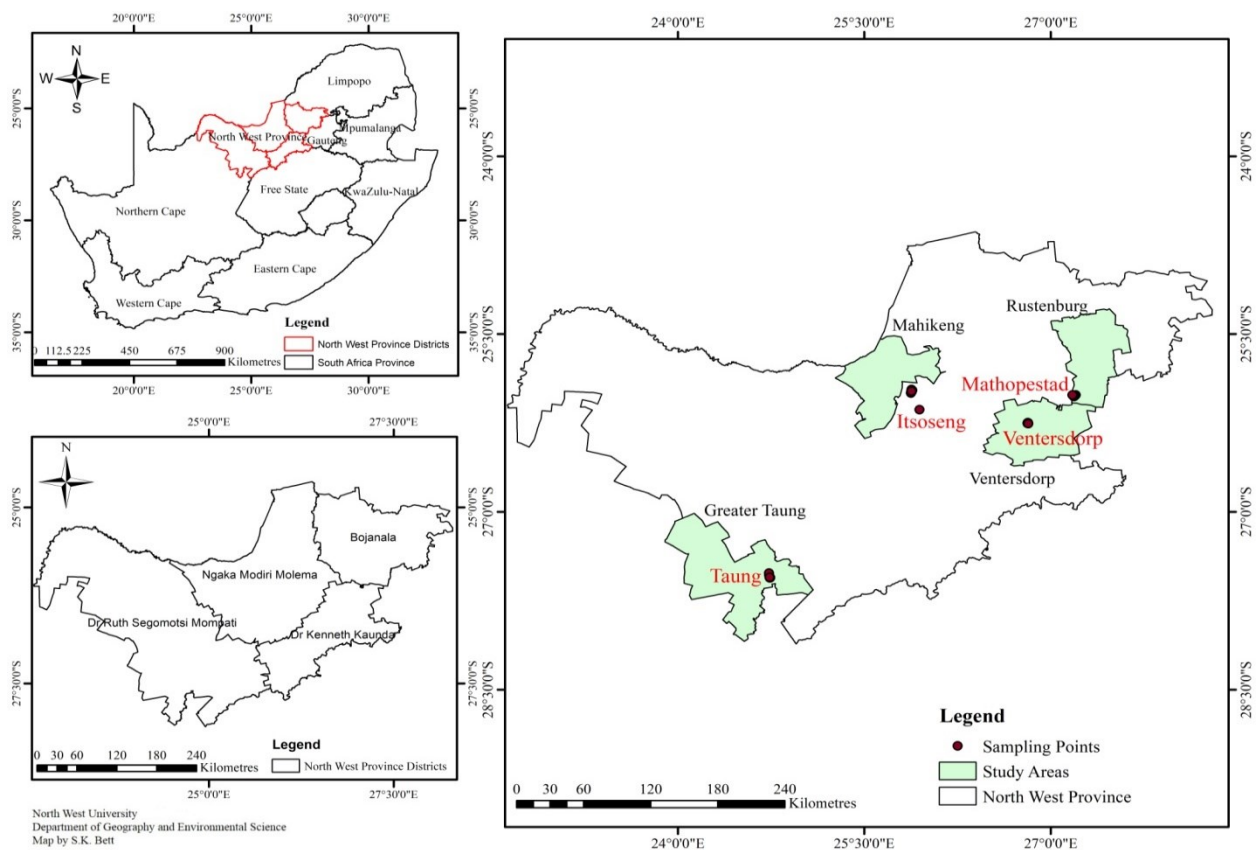 20°0'0"E 25°0'0"E 30°0'0"E
N
W E
S
25°0'0"S
30°0'0"S
35°0'0"S
Limpopo
Mpumalanga
North West Province
Gauteng
Free State
KwaZulu-Natal
Northern Cape
Eastern Cape
Western Cape
Legend
North West Province Districts
South Africa Province
0 112.5 225 450 675 900
Kilometres
25°0'0"S
30°0'0"S
35°0'0"S
20°0'0"E 25°0'0"E 30°0'0"E
25°0'0"E 27°30'0"E
N
25°0'0"S
27°30'0"S
Bojanala
Ngaka Modiri Molema
Dr Ruth Segomotsi Mompati
Dr Kenneth Kaunda
Legend
North West Province Districts
0 30 60 120 180 240
Kilometres
25°0'0"S
27°30'0"S
25°0'0"E 27°30'0"E
North West University
Department of Geography and Environmental Science
Map by S.K. Bett
24°0'0"E 25°30'0"E 27°0'0"E
24°0'0"S
25°30'0"S
27°0'0"S
28°30'0"S
Rustenburg
Mahikeng
Mathopestad
Itsoseng
Ventersdorp
Ventersdorp
Greater Taung
Taung
Legend
Sampling Points
Study Areas
North West Province
0 15 30 60 120 180 240
Kilometres
24°0'0"S
25°30'0"S
27°0'0"S
28°30'0"S
24°0'0"E 25°30'0"E 27°0'0"E